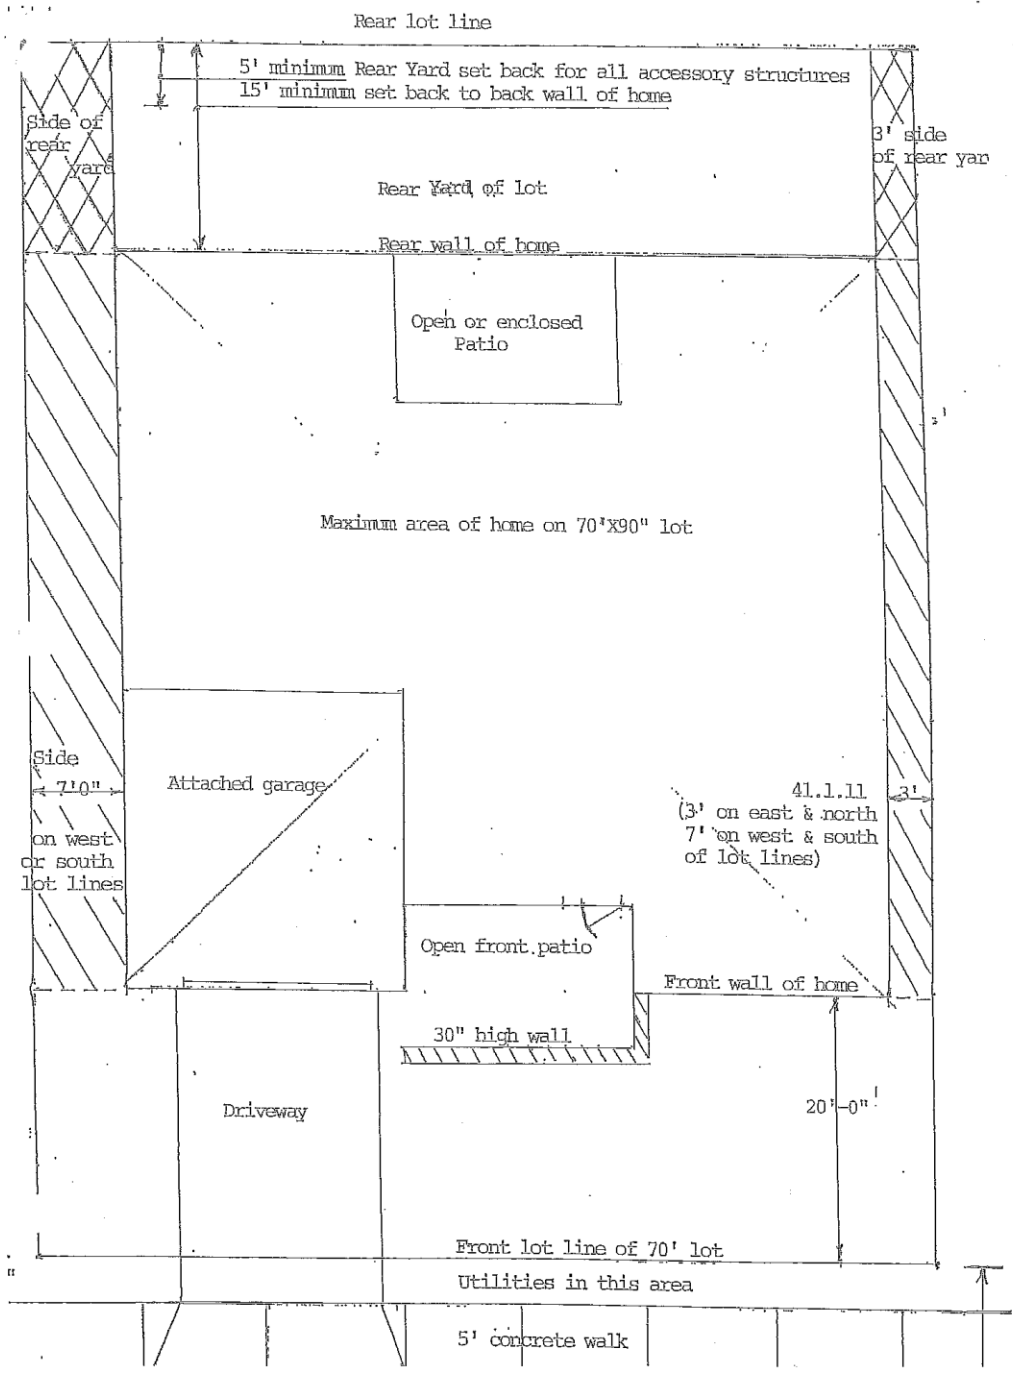 Rear lot line
5' minimum Rear Yard set back for all accessory structures
15' minimum set back to back wall of home
Side of
rear
yard
3' side
of rear yar
Rear Yard of lot
Rear wall of home
Open or enclosed
Patio
Maximum area of home on 70'X90" lot
Side
7'0"
on west
or south
lot lines
Attached garage
41.1.11
(3' on east & north
7' on west & south
of lot lines)
3'
Open front patio
Front wall of home
30" high wall
Driveway
20'-0"
Front lot line of 70' lot
Utilities in this area
5' concrete walk